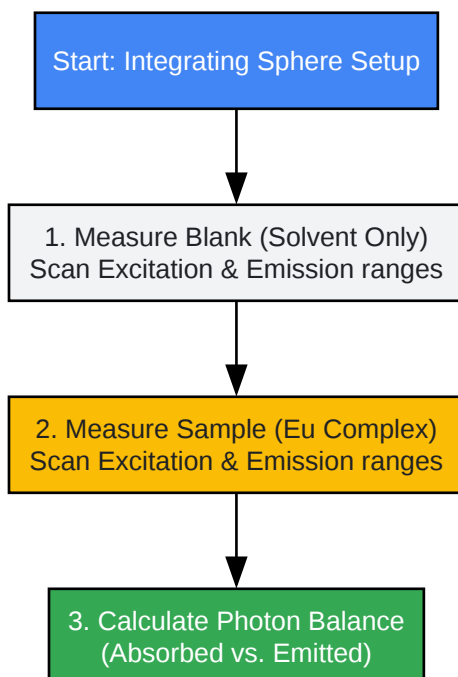 Start: Integrating Sphere Setup
1. Measure Blank (Solvent Only)
Scan Excitation & Emission ranges
2. Measure Sample (Eu Complex)
Scan Excitation & Emission ranges
3. Calculate Photon Balance
(Absorbed vs. Emitted)